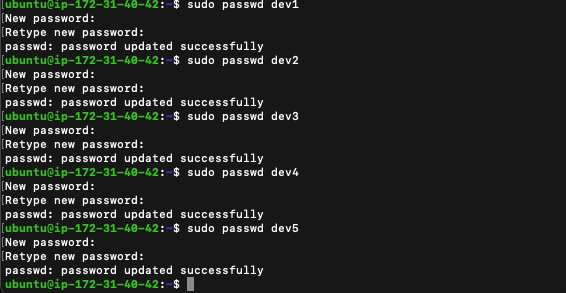 [ubuntu@ip-172-31-40-42:~$ sudo passwd dev1
[New password:
[Retype new password:
passwd: password updated successfully
[ubuntu@ip-172-31-40-42:~$ sudo passwd dev2
[New password:
[Retype new password:
passwd: password updated successfully
[ubuntu@ip-172-31-40-42:~$ sudo passwd dev3
[New password:
[Retype new password:
passwd: password updated successfully
[ubuntu@ip-172-31-40-42:~$ sudo passwd dev4
[New password:
[Retype new password:
passwd: password updated successfully
[ubuntu@ip-172-31-40-42:~$ sudo passwd dev5
[New password:
[Retype new password:
passwd: password updated successfully
ubuntu@ip-172-31-40-42:~$